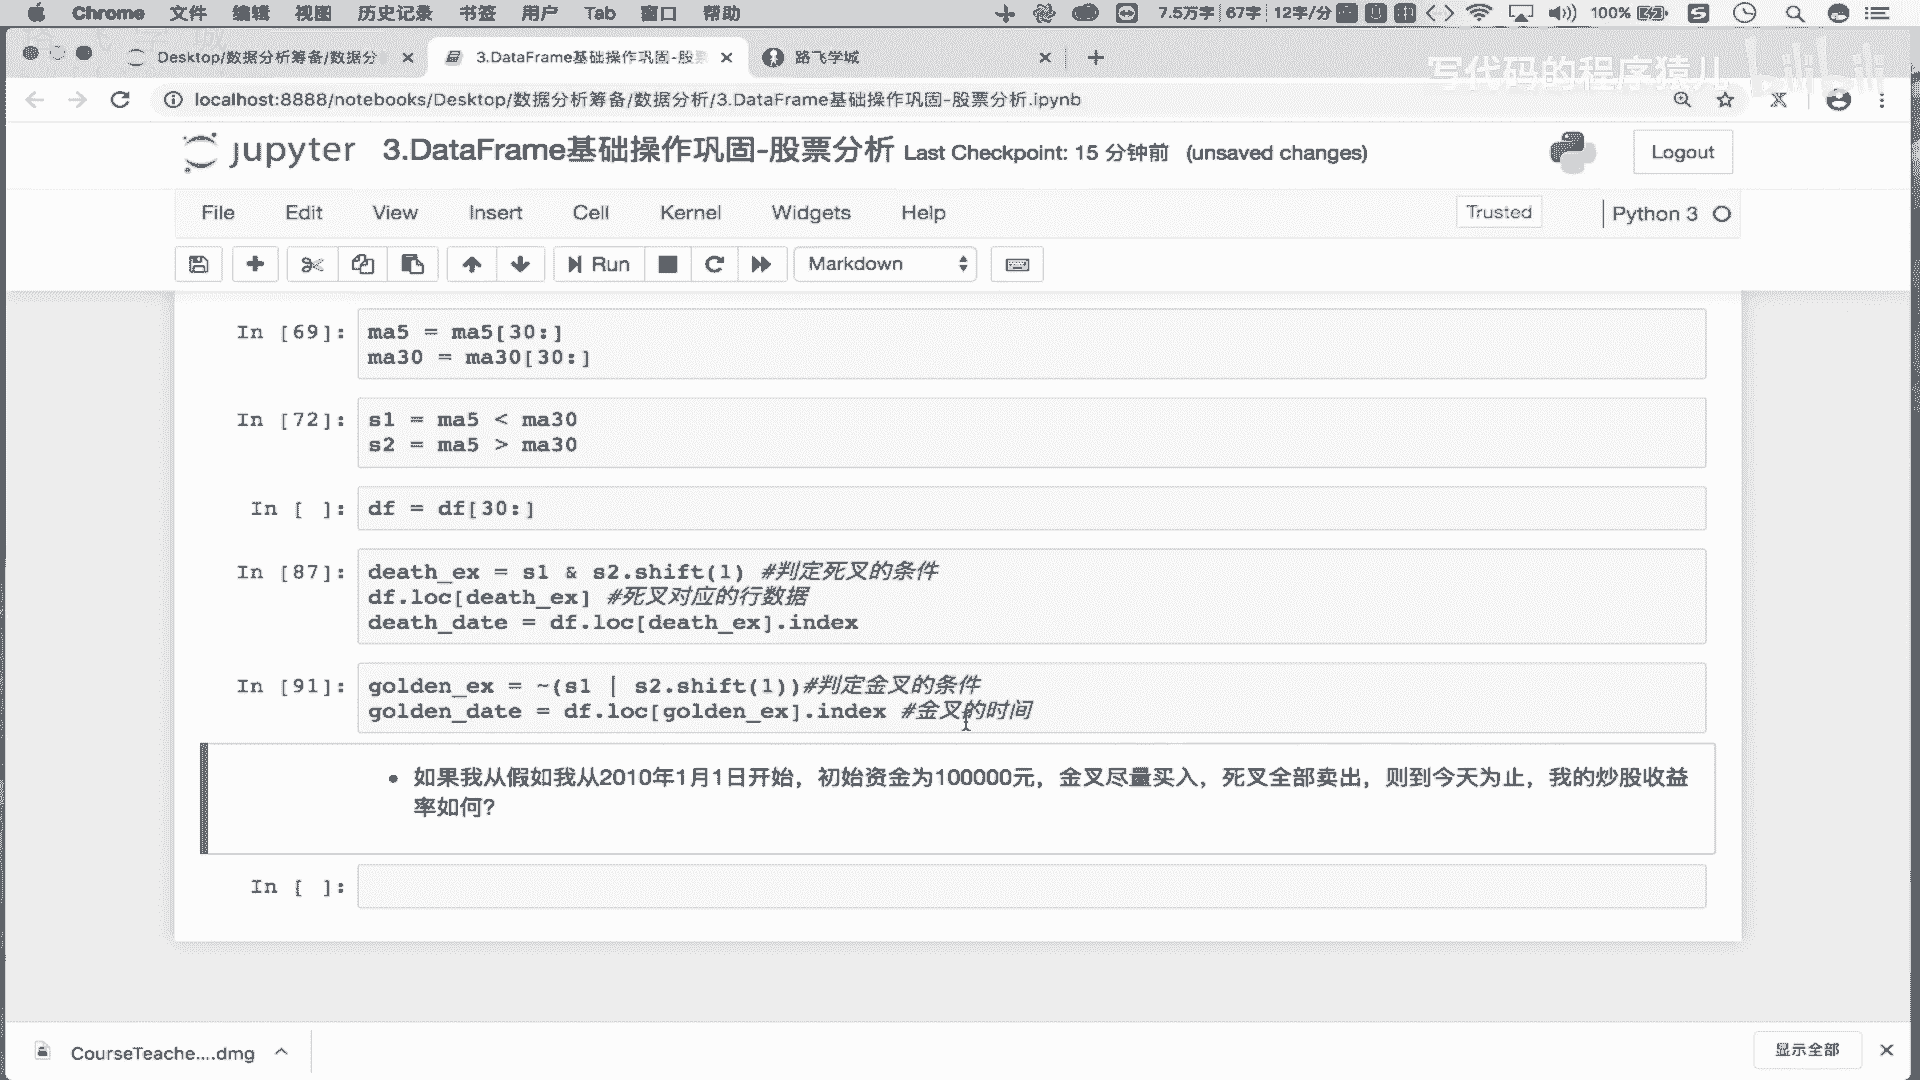 Chrome 文件 编辑 视图 历史记录 书签 用户 Tab 窗口 帮助 7.5万字 67字 12字/分 100%
Desktop/数据分析筹备/数据分 3.DataFrame基础操作巩固-股票 路飞学城
写代码的程序猿儿 bilibili
localhost:8888/notebooks/Desktop/数据分析筹备/数据分析/3.DataFrame基础操作巩固-股票分析.ipynb
jupyter 3.DataFrame基础操作巩固-股票分析 Last Checkpoint: 15 分钟前 (unsaved changes) Logout
File Edit View Insert Cell Kernel Widgets Help Trusted Python 3
Run Markdown
In [69]: ma5 = ma5[30:]
ma30 = ma30[30:]
In [72]: s1 = ma5 < ma30
s2 = ma5 > ma30
In [ ]: df = df[30:]
In [87]: death_ex = s1 & s2.shift(1) #判定死叉的条件
df.loc[death_ex] #死叉对应的行数据
death_date = df.loc[death_ex].index
In [91]: golden_ex = ~(s1 | s2.shift(1))#判定金叉的条件
golden_date = df.loc[golden_ex].index #金叉的时间
• 如果我从假如我从2010年1月1日开始，初始资金为100000元，金叉尽量买入，死叉全部卖出，则到今天为止，我的炒股收益
率如何？
In [ ]:
CourseTeache....dmg 显示全部